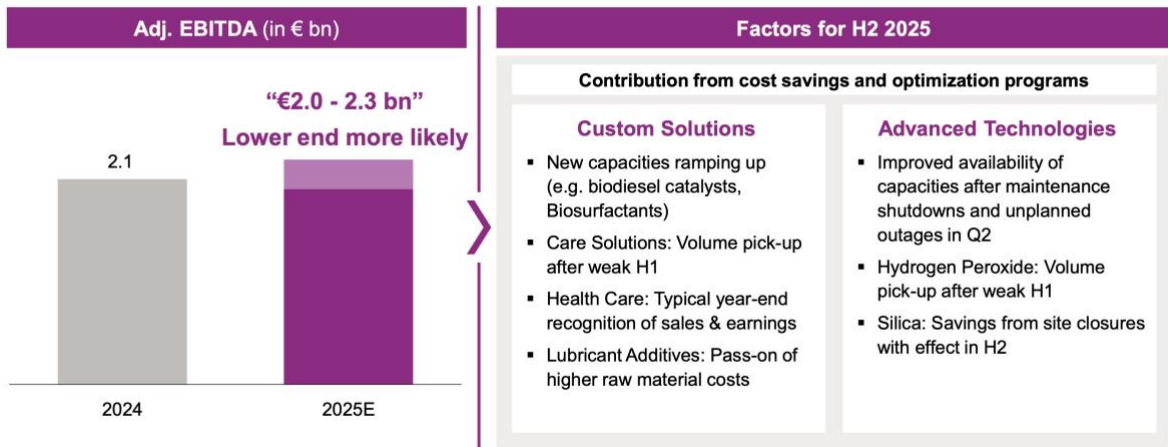 Adj. EBITDA (in € bn)
“€2.0 - 2.3 bn”
Lower end more likely
2.1
2024
2025E
Factors for H2 2025
Contribution from cost savings and optimization programs
Custom Solutions
▪ New capacities ramping up
(e.g. biodiesel catalysts,
Biosurfactants)
▪ Care Solutions: Volume pick-up
after weak H1
▪ Health Care: Typical year-end
recognition of sales & earnings
▪ Lubricant Additives: Pass-on of
higher raw material costs
Advanced Technologies
▪ Improved availability of
capacities after maintenance
shutdowns and unplanned
outages in Q2
▪ Hydrogen Peroxide: Volume
pick-up after weak H1
▪ Silica: Savings from site closures
with effect in H2